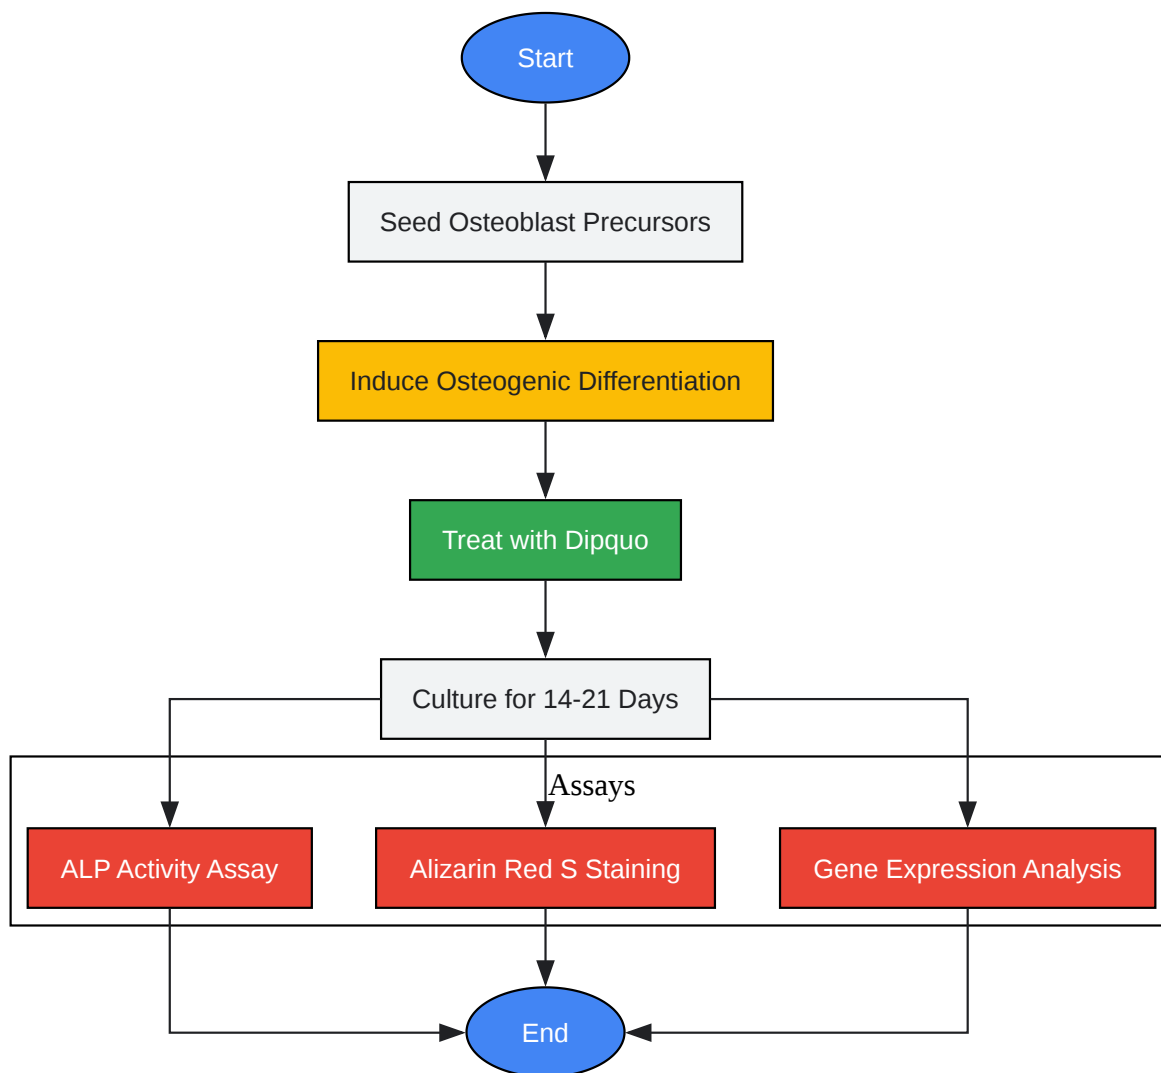 Start
Seed Osteoblast Precursors
Induce Osteogenic Differentiation
Treat with Dipquo
Culture for 14-21 Days
Assays
ALP Activity Assay
Alizarin Red S Staining
Gene Expression Analysis
End